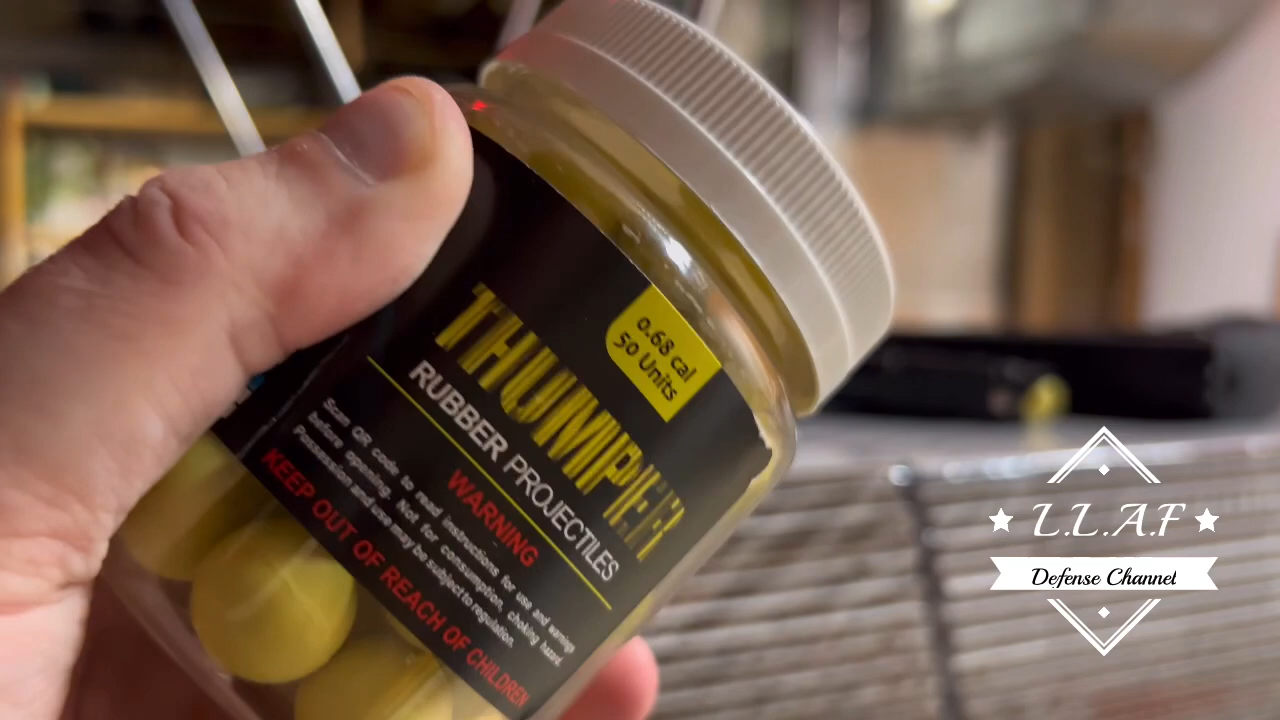 0.68 cal
50 Units
THUMPER
RUBBER PROJECTILES
WARNING
Scan QR code to read instructions for use and warnings
before opening. Not for consumption, choking hazard.
Possession and use may be subject to regulation.
KEEP OUT OF REACH OF CHILDREN
L.L.A.F
Defense Channel